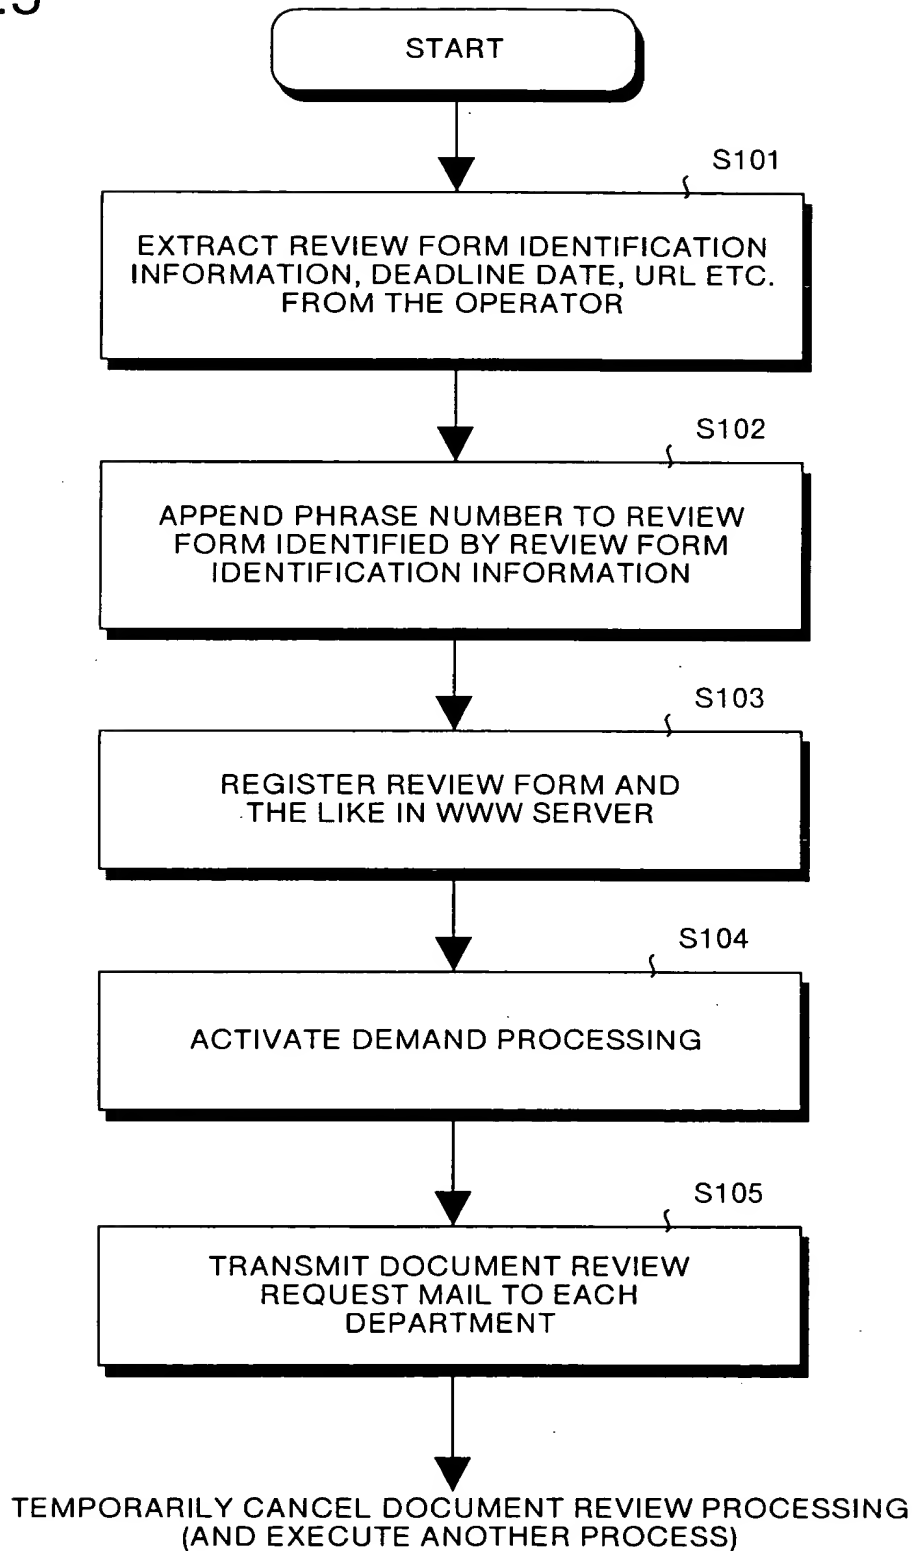 START
S101
EXTRACT REVIEW FORM IDENTIFICATION
INFORMATION, DEADLINE DATE, URL ETC.
FROM THE OPERATOR
S102
APPEND PHRASE NUMBER TO REVIEW
FORM IDENTIFIED BY REVIEW FORM
IDENTIFICATION INFORMATION
S103
REGISTER REVIEW FORM AND
THE LIKE IN WWW SERVER
S104
ACTIVATE DEMAND PROCESSING
S105
TRANSMIT DOCUMENT REVIEW
REQUEST MAIL TO EACH
DEPARTMENT
TEMPORARILY CANCEL DOCUMENT REVIEW PROCESSING
(AND EXECUTE ANOTHER PROCESS)